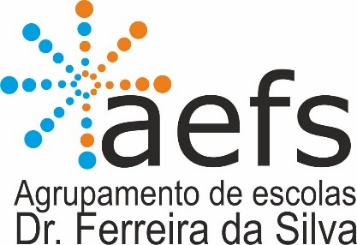 aefs
Agrupamento de escolas
Dr. Ferreira da Silva